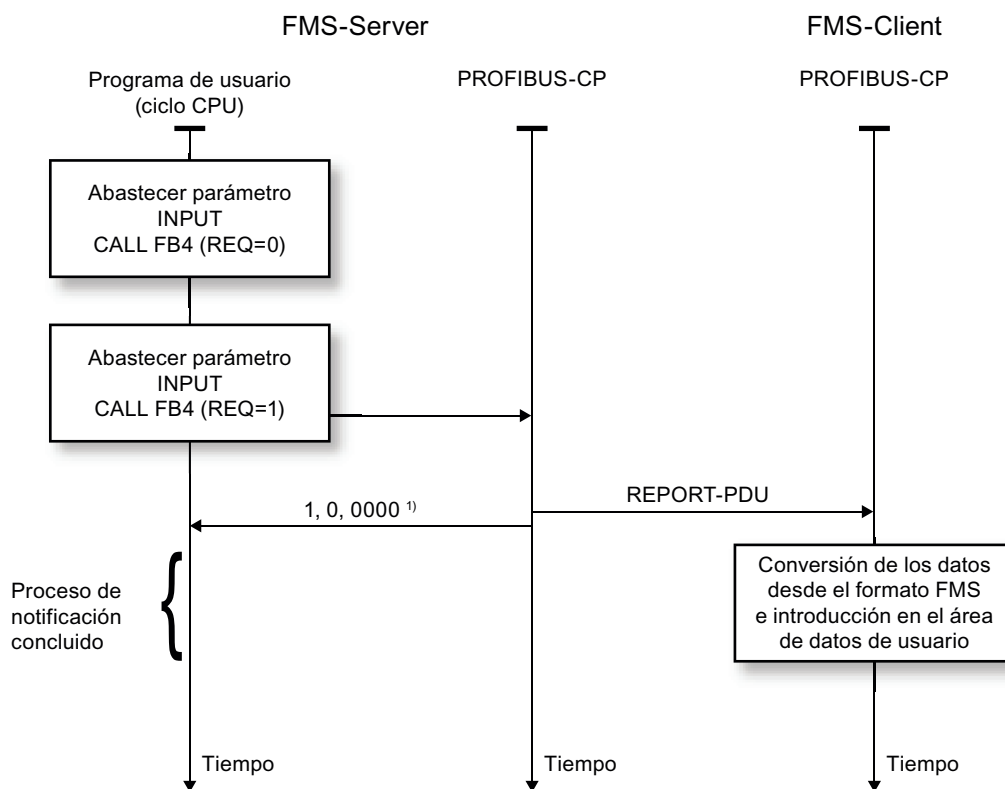 FMS-Server
FMS-Client
Programa de usuario
(ciclo CPU)
PROFIBUS-CP
PROFIBUS-CP
Abastecer parámetro
INPUT
CALL FB4 (REQ=0)
Abastecer parámetro
INPUT
CALL FB4 (REQ=1)
REPORT-PDU
1, 0, 0000 1)
Proceso de
notificación
concluido
Conversión de los datos
desde el formato FMS
e introducción en el área
de datos de usuario
Tiempo
Tiempo
Tiempo